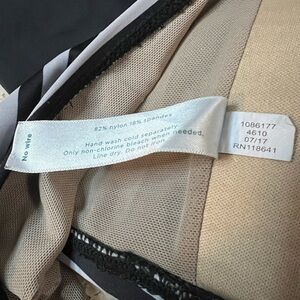 No wire
82% nylon 18% spandex
Hand wash cold separately.
Only non-chlorine bleach when needed.
Line dry. Do not iron.
1086177
4610
07/17
RN118641